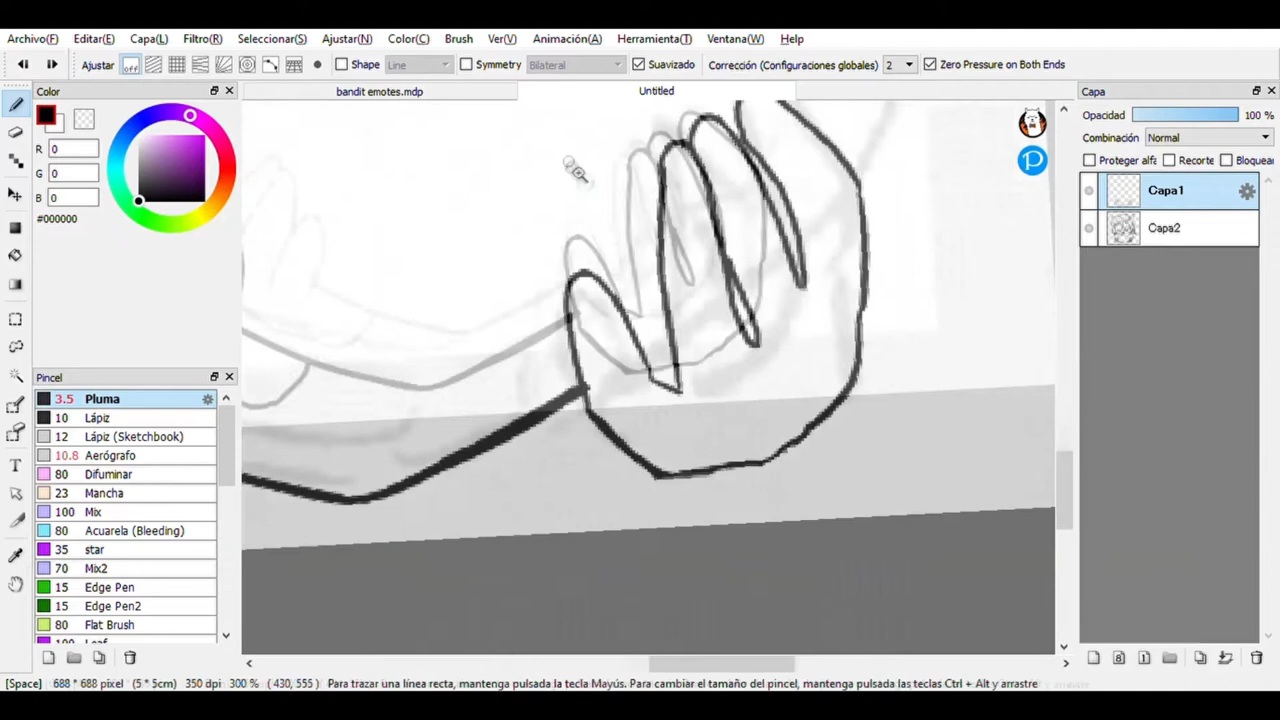 Archivo(F) Editar(E) Capa(L) Filtro(R) Seleccionar(S) Ajustar(N) Color(C) Brush Ver(V) Animación(A) Herramienta(T) Ventana(W) Help
Ajustar off Shape Line Symmetry Bilateral Suavizado Corrección (Configuraciones globales) 2 Zero Pressure on Both Ends
Color
bandit emotes.mdp Untitled
Capa
R 0
G 0
B 0
#000000
Opacidad 100 %
Combinación Normal
Proteger alfa Recorte Bloquear
Capa1
Capa2
P
Pincel
3.5 Pluma
10 Lápiz
12 Lápiz (Sketchbook)
10.8 Aerógrafo
80 Difuminar
23 Mancha
100 Mix
80 Acuarela (Bleeding)
35 star
70 Mix2
15 Edge Pen
15 Edge Pen2
80 Flat Brush
100 Leaf
T
8 1
[Space] 688 * 688 pixel (5 * 5cm) 350 dpi 300 % ( 430, 555 ) Para trazar una línea recta, mantenga pulsada la tecla Mayús. Para cambiar el tamaño del pincel, mantenga pulsadas las teclas Ctrl + Alt y arrastre